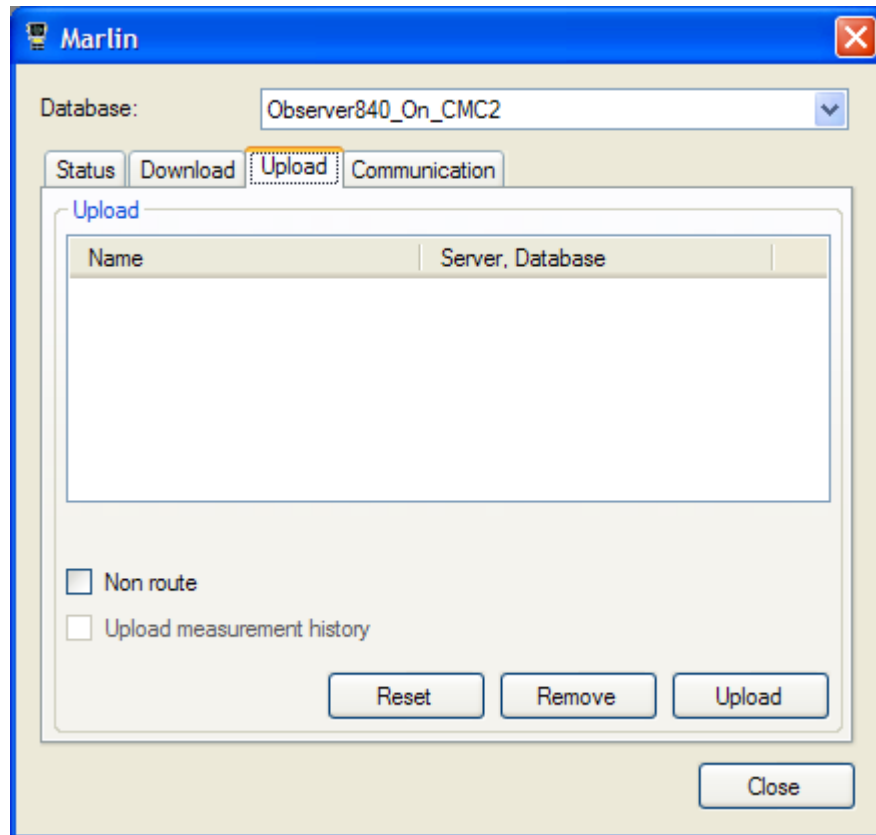 Marlin
Database: Observer840_On_CMC2
Status Download Upload Communication
Upload
Name Server, Database
Non route
Upload measurement history
Reset Remove Upload
Close